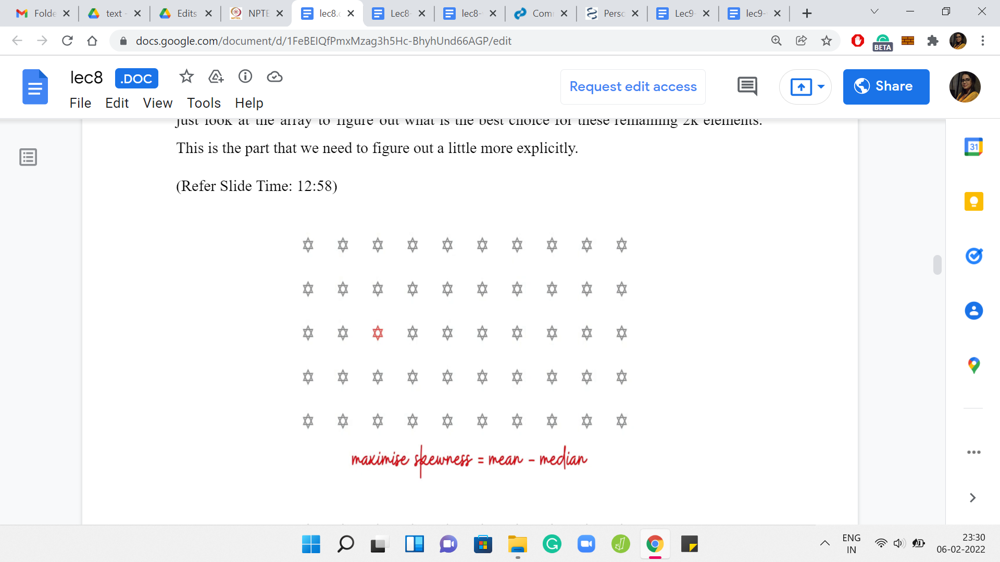 Folde
text -
Edits
NPTE
lec8.
Lec8-
lec8-
Com
Perso
Lec9-
lec9-
docs.google.com/document/d/1FeBEIQfPmxMzag3h5Hc-BhyhUnd66AGP/edit
BETA
lec8 .DOC
Request edit access
Share
File Edit View Tools Help
31
just look at the array to figure out what is the best choice for these remaining 2k elements.
This is the part that we need to figure out a little more explicitly.
(Refer Slide Time: 12:58)
maximise skewness = mean - median
ENG
IN
23:30
06-02-2022